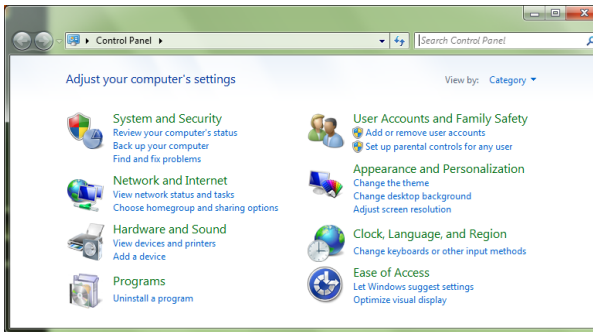 Control Panel
Search Control Panel
Adjust your computer's settings
View by: Category
System and Security
Review your computer's status
Back up your computer
Find and fix problems
Network and Internet
View network status and tasks
Choose homegroup and sharing options
Hardware and Sound
View devices and printers
Add a device
Programs
Uninstall a program
User Accounts and Family Safety
Add or remove user accounts
Set up parental controls for any user
Appearance and Personalization
Change the theme
Change desktop background
Adjust screen resolution
Clock, Language, and Region
Change keyboards or other input methods
Ease of Access
Let Windows suggest settings
Optimize visual display